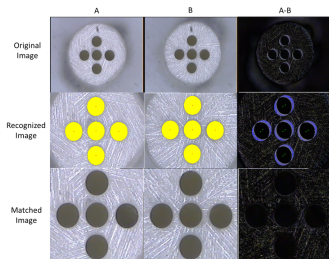 A B A-B
Original
Image
Recognized
Image
Matched
Image